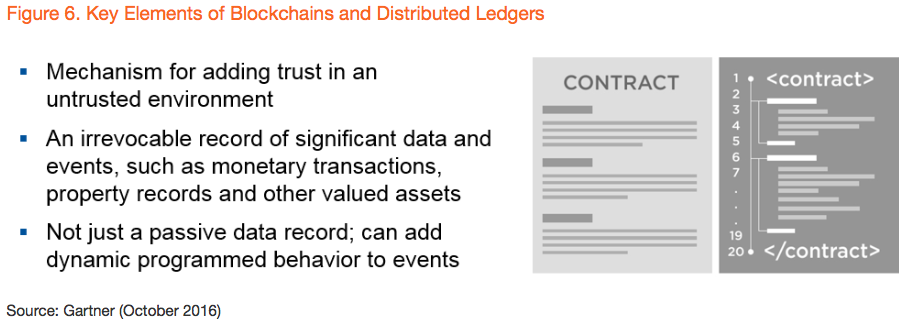 Figure 6. Key Elements of Blockchains and Distributed Ledgers
▪ Mechanism for adding trust in an
untrusted environment
▪ An irrevocable record of significant data and
events, such as monetary transactions,
property records and other valued assets
▪ Not just a passive data record; can add
dynamic programmed behavior to events
CONTRACT
1 <contract>
2
3
4
5
6
7
.
.
.
19
20 </contract>
Source: Gartner (October 2016)